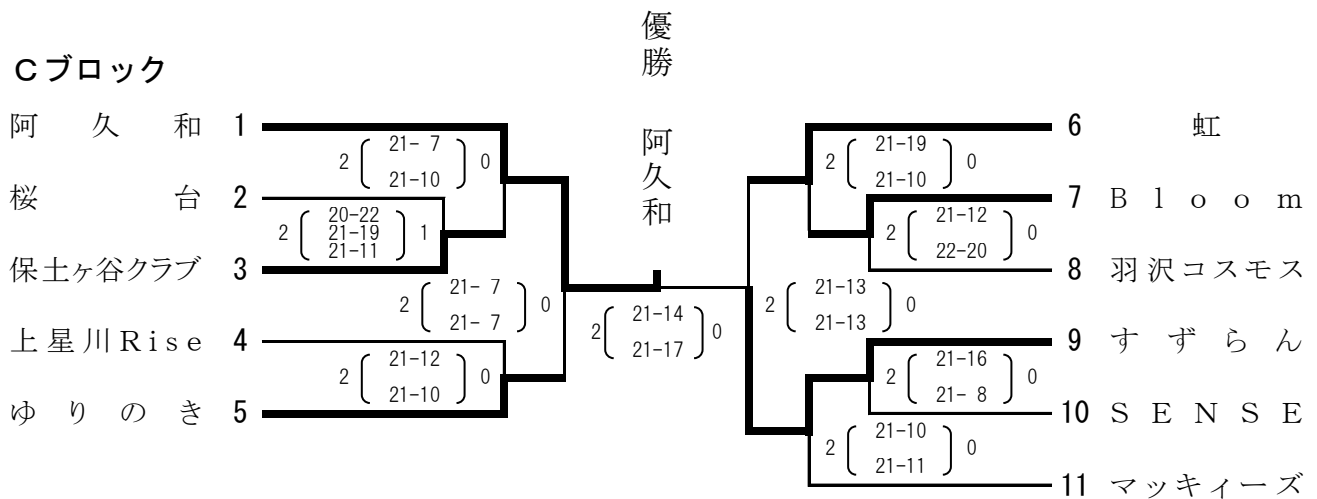 優勝 阿久和
Cブロック
阿久和 1
2 21- 7 0
21-10
桜台 2
2 20-22 1
21-19
21-11
保土ヶ谷クラブ 3
2 21- 7 0
21- 7
上星川Rise 4
2 21-12 0
21-10
ゆりのき 5
2 21-14 0
21-17
6 虹
2 21-19 0
21-10
7 Bloom
2 21-12 0
22-20
8 羽沢コスモス
2 21-13 0
21-13
9 すずらん
2 21-16 0
21- 8
10 SENSE
2 21-10 0
21-11
11 マッキィーズ